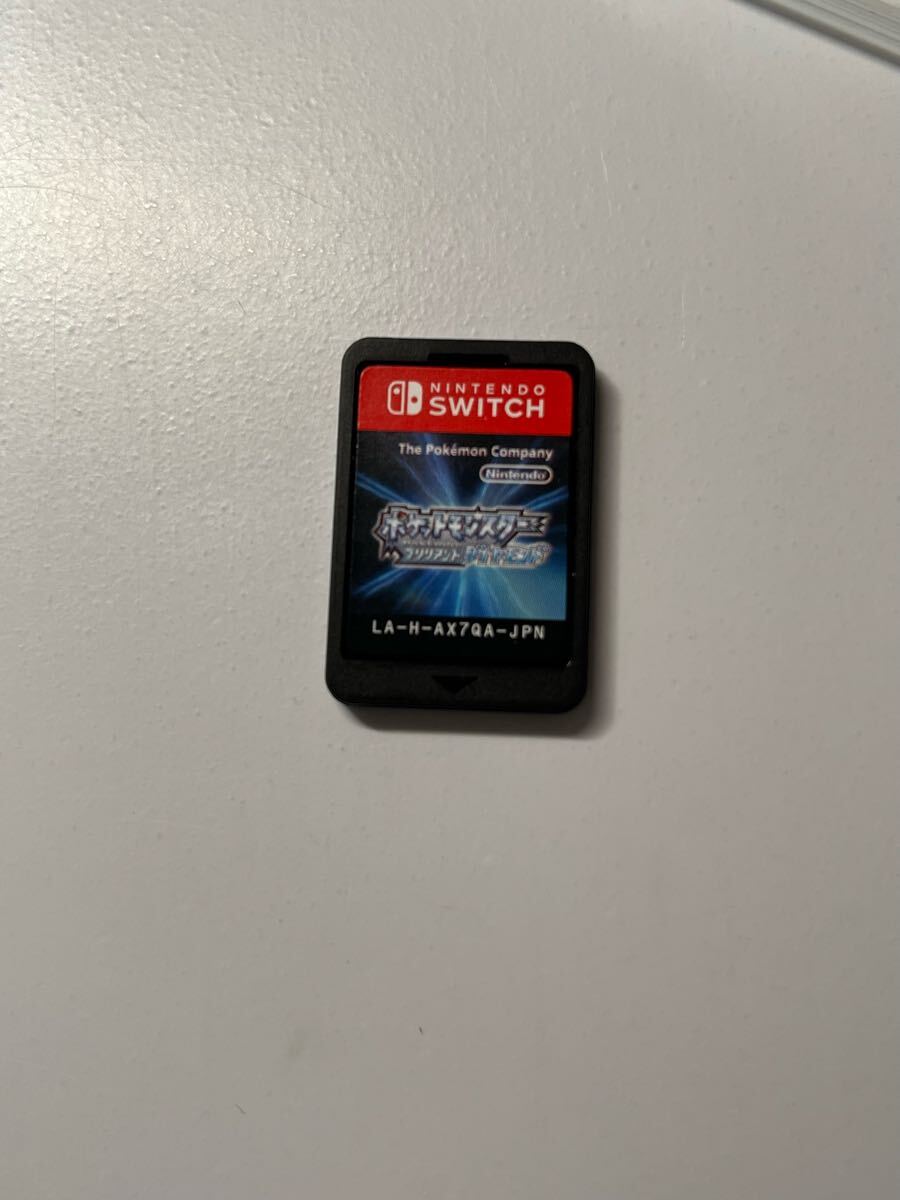 NINTENDO
SWITCH
The Pokémon Company
Nintendo
ポケットモンスター
ブリリアントダイヤモンド
LA-H-AX7QA-JPN